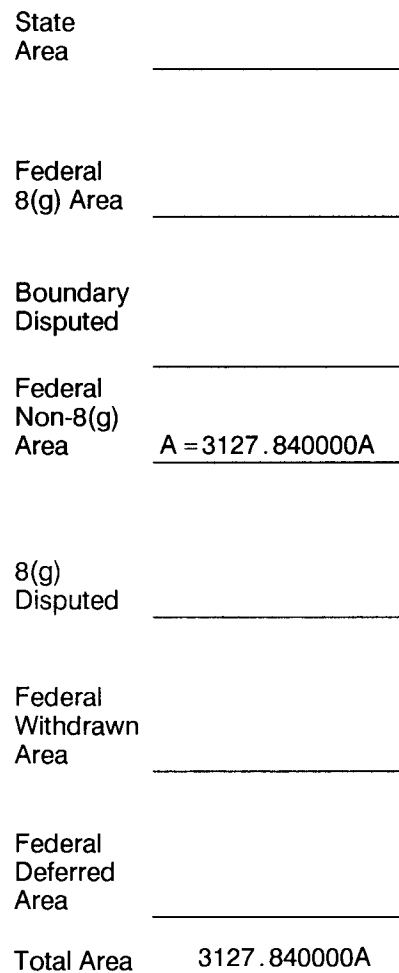 State
Area
Federal
8(g) Area
Boundary
Disputed
Federal
Non-8(g)
Area A =3127.840000A
8(g)
Disputed
Federal
Withdrawn
Area
Federal
Deferred
Area
Total Area 3127.840000A